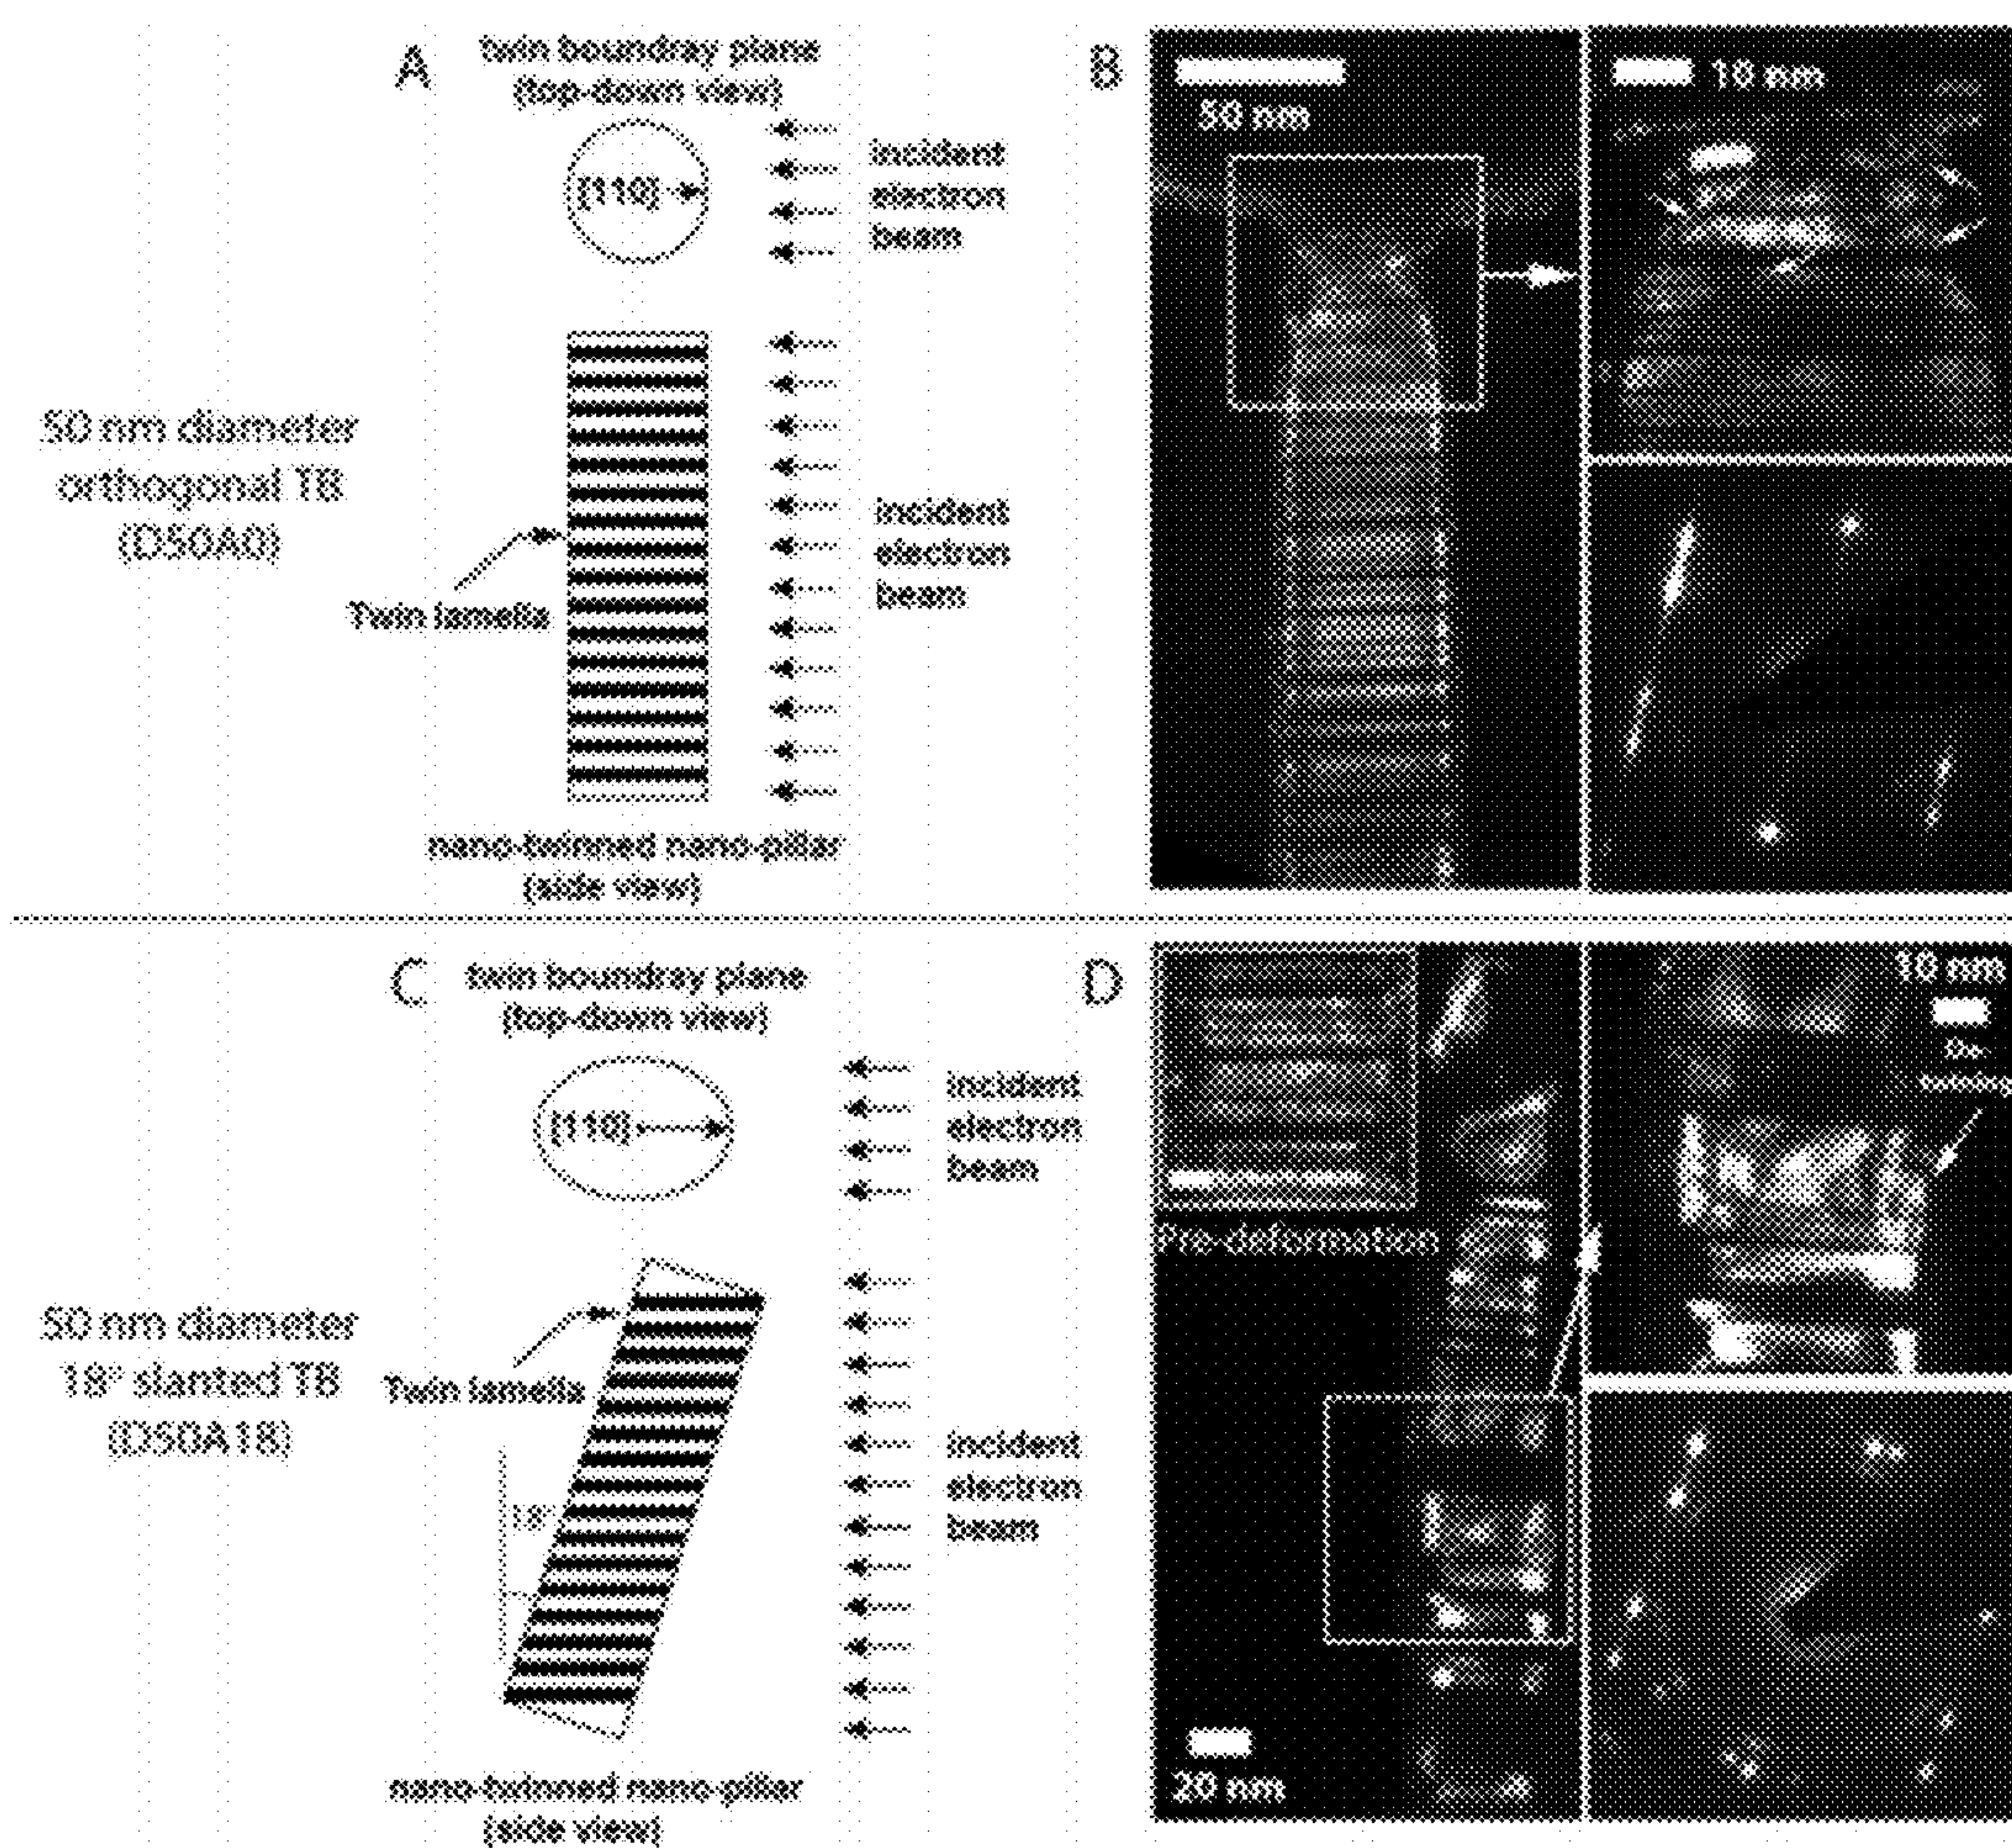 A
twin boundray plane
(top-down view)
[110]
incident
electron
beam
50 nm diameter
orthogonal TB
(D50A0)
Twin lamella
incident
electron
beam
nano-twinned nano-pillar
(side view)
B
50 nm
10 nm
C
twin boundray plane
(top-down view)
[110]
incident
electron
beam
50 nm diameter
18° slanted TB
(D50A18)
Twin lamella
18°
incident
electron
beam
nano-twinned nano-pillar
(side view)
D
Pre-deformation
20 nm
10 nm